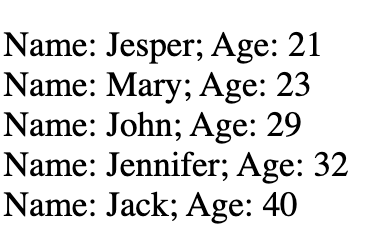 Name: Jesper; Age: 21
Name: Mary; Age: 23
Name: John; Age: 29
Name: Jennifer; Age: 32
Name: Jack; Age: 40